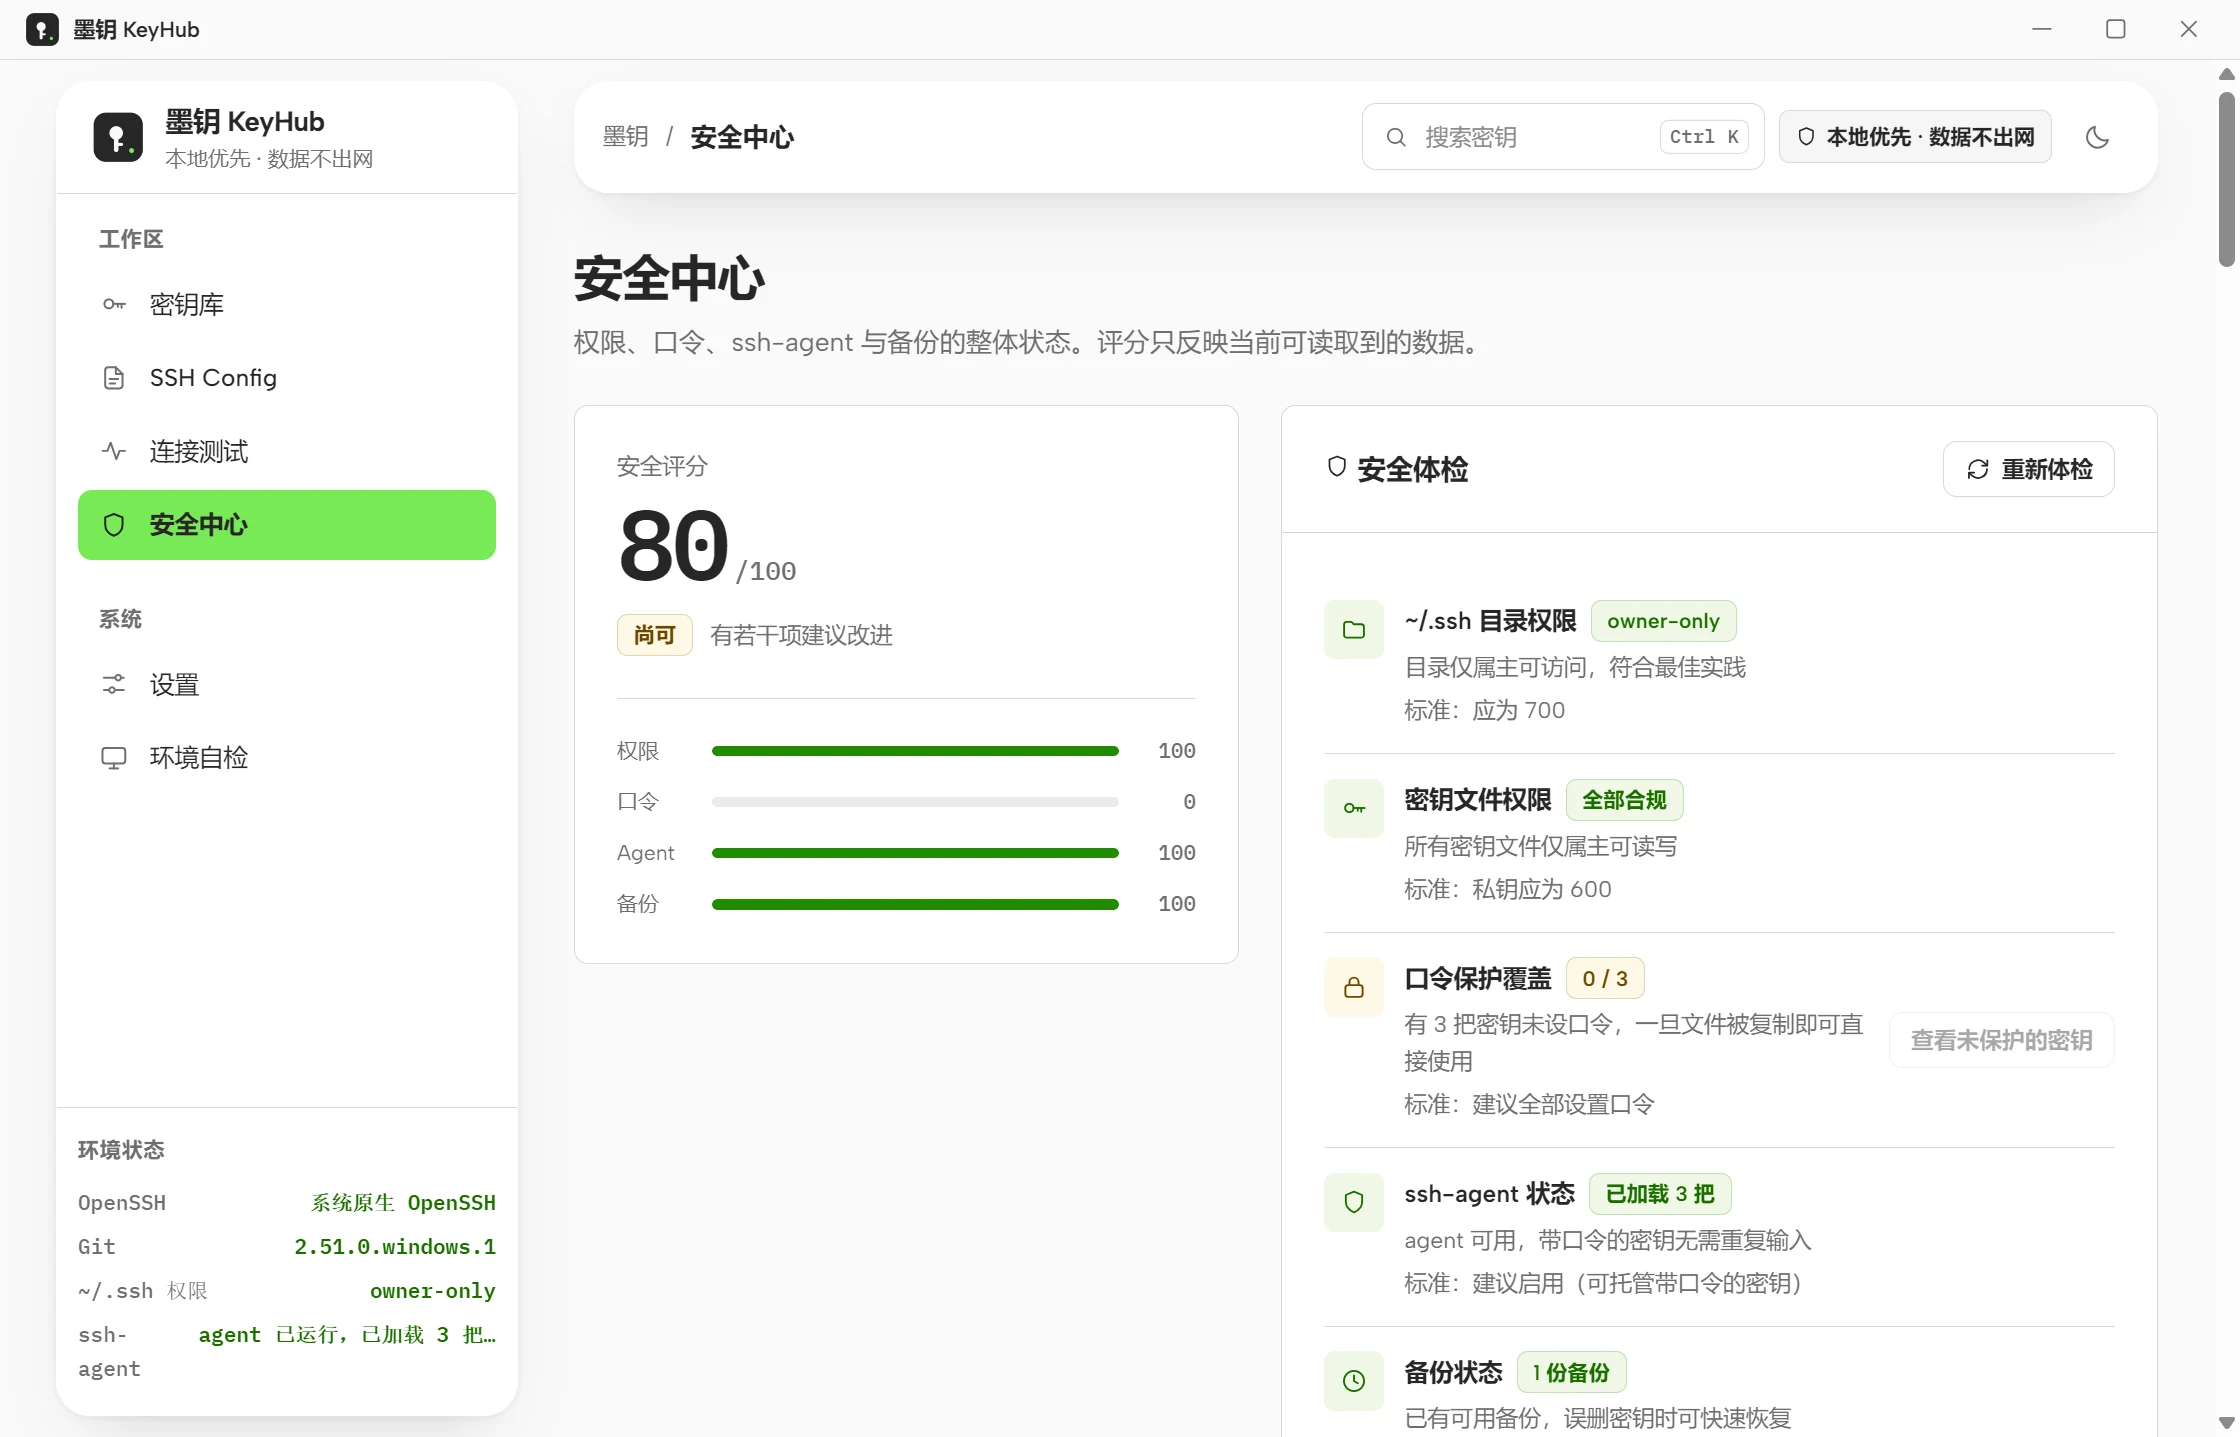 墨钥 KeyHub
墨钥 KeyHub
本地优先 · 数据不出网
工作区
密钥库
SSH Config
连接测试
安全中心
系统
设置
环境自检
环境状态
OpenSSH 系统原生 OpenSSH
Git 2.51.0.windows.1
~/.ssh 权限 owner-only
ssh-agent agent 已运行，已加载 3 把…
墨钥 / 安全中心
搜索密钥 Ctrl K
本地优先 · 数据不出网
安全中心
权限、口令、ssh-agent 与备份的整体状态。评分只反映当前可读取到的数据。
安全评分
80 /100
尚可 有若干项建议改进
权限 100
口令 0
Agent 100
备份 100
安全体检
重新体检
~/.ssh 目录权限 owner-only
目录仅属主可访问，符合最佳实践
标准：应为 700
密钥文件权限 全部合规
所有密钥文件仅属主可读写
标准：私钥应为 600
口令保护覆盖 0 / 3
有 3 把密钥未设口令，一旦文件被复制即可直
接使用
标准：建议全部设置口令
查看未保护的密钥
ssh-agent 状态 已加载 3 把
agent 可用，带口令的密钥无需重复输入
标准：建议启用（可托管带口令的密钥）
备份状态 1 份备份
已有可用备份，误删密钥时可快速恢复